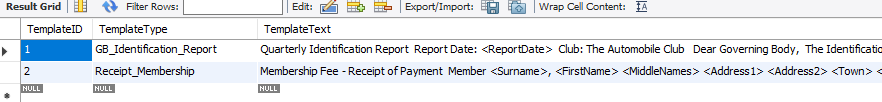 Result Grid Filter Rows: Edit: Export/Import: Wrap Cell Content:
TemplateID TemplateType TemplateText
1 GB_Identification_Report Quarterly Identification Report Report Date: <ReportDate> Club: The Automobile Club Dear Governing Body, The Identificatio
2 Receipt_Membership Membership Fee - Receipt of Payment Member <Surname>, <FirstName> <MiddleNames> <Address1> <Address2> <Town> <
NULL NULL NULL